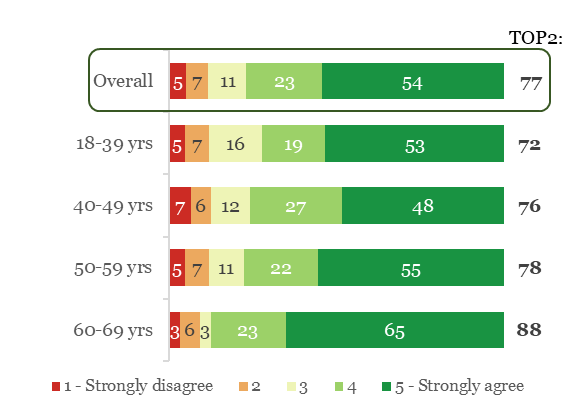 TOP2:
Overall 5 7 11 23 54 77
18-39 yrs 5 7 16 19 53 72
40-49 yrs 7 6 12 27 48 76
50-59 yrs 5 7 11 22 55 78
60-69 yrs 3 6 3 23 65 88
1 - Strongly disagree 2 3 4 5 - Strongly agree